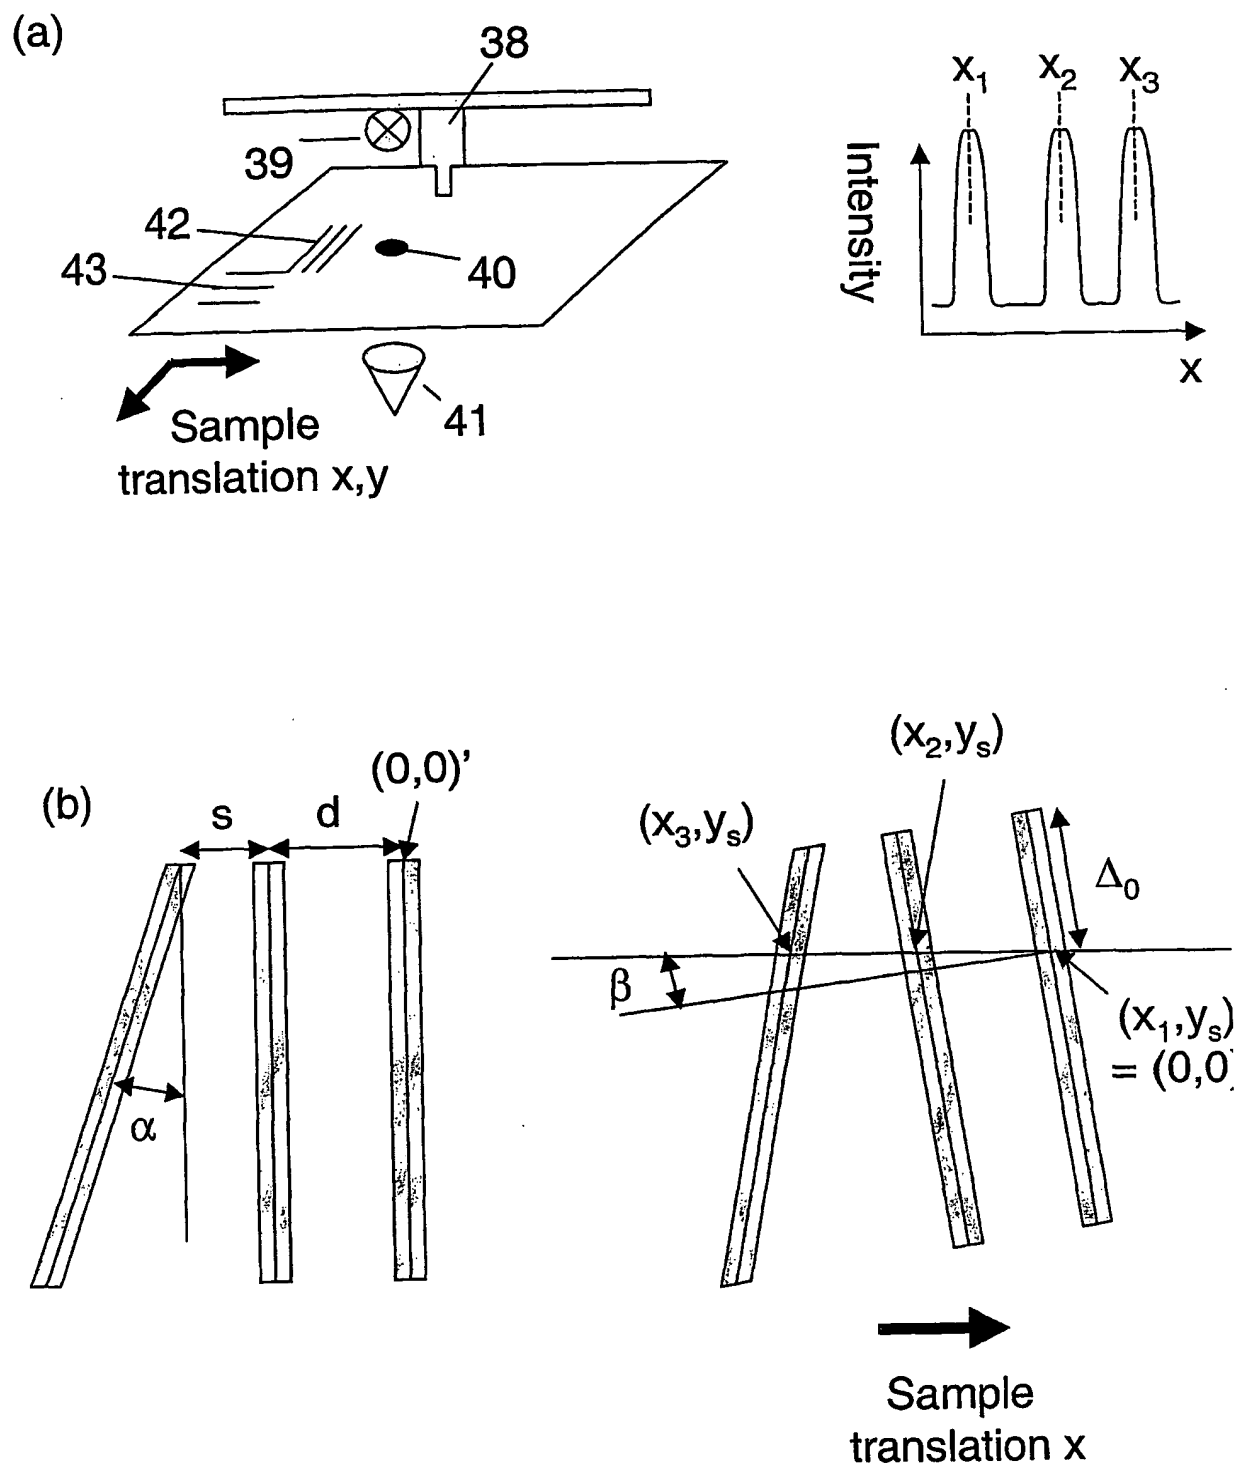 (a)
38
39
42
43
40
41
Sample
translation x,y
x₁ x₂ x₃
Intensity
x
(b)
s
d
(0,0)’
α
(x₂,yₛ)
(x₃,yₛ)
Δ₀
β
(x₁,yₛ)
= (0,0)
Sample
translation x